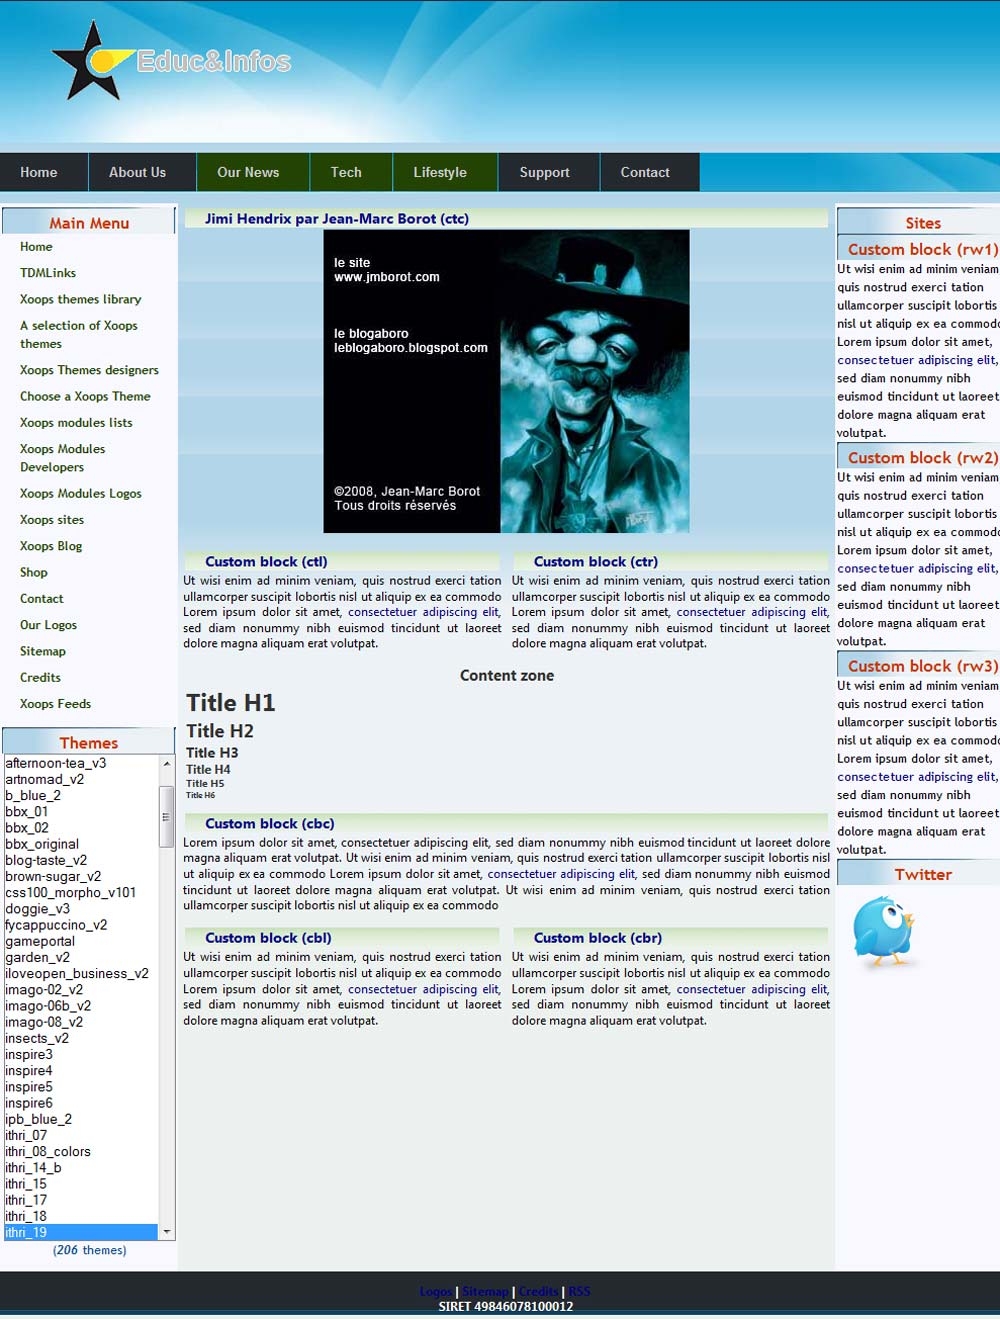 Educ&Infos
Home
About Us
Our News
Tech
Lifestyle
Support
Contact
Main Menu
Home
TDMLinks
Xoops themes library
A selection of Xoops
themes
Xoops Themes designers
Choose a Xoops Theme
Xoops modules lists
Xoops Modules
Developers
Xoops Modules Logos
Xoops sites
Xoops Blog
Shop
Contact
Our Logos
Sitemap
Credits
Xoops Feeds
Themes
afternoon-tea_v3
artnomad_v2
b_blue_2
bbx_01
bbx_02
bbx_original
blog-taste_v2
brown-sugar_v2
css100_morpho_v101
doggie_v3
fycappuccino_v2
gameportal
garden_v2
iloveopen_business_v2
imago-02_v2
imago-06b_v2
imago-08_v2
insects_v2
inspire3
inspire4
inspire5
inspire6
ipb_blue_2
ithri_07
ithri_08_colors
ithri_14_b
ithri_15
ithri_17
ithri_18
ithri_19
(206 themes)
Jimi Hendrix par Jean-Marc Borot (ctc)
le site
www.jmborot.com
le blogaboro
leblogaboro.blogspot.com
©2008, Jean-Marc Borot
Tous droits réservés
Custom block (ctl)
Ut wisi enim ad minim veniam, quis nostrud exerci tation
ullamcorper suscipit lobortis nisl ut aliquip ex ea commodo
Lorem ipsum dolor sit amet, consectetuer adipiscing elit,
sed diam nonummy nibh euismod tincidunt ut laoreet
dolore magna aliquam erat volutpat.
Custom block (ctr)
Ut wisi enim ad minim veniam, quis nostrud exerci tation
ullamcorper suscipit lobortis nisl ut aliquip ex ea commodo
Lorem ipsum dolor sit amet, consectetuer adipiscing elit,
sed diam nonummy nibh euismod tincidunt ut laoreet
dolore magna aliquam erat volutpat.
Content zone
Title H1
Title H2
Title H3
Title H4
Title H5
Title H6
Custom block (cbc)
Lorem ipsum dolor sit amet, consectetuer adipiscing elit, sed diam nonummy nibh euismod tincidunt ut laoreet dolore
magna aliquam erat volutpat. Ut wisi enim ad minim veniam, quis nostrud exerci tation ullamcorper suscipit lobortis nisl
ut aliquip ex ea commodo Lorem ipsum dolor sit amet, consectetuer adipiscing elit, sed diam nonummy nibh euismod
tincidunt ut laoreet dolore magna aliquam erat volutpat. Ut wisi enim ad minim veniam, quis nostrud exerci tation
ullamcorper suscipit lobortis nisl ut aliquip ex ea commodo
Custom block (cbl)
Ut wisi enim ad minim veniam, quis nostrud exerci tation
ullamcorper suscipit lobortis nisl ut aliquip ex ea commodo
Lorem ipsum dolor sit amet, consectetuer adipiscing elit,
sed diam nonummy nibh euismod tincidunt ut laoreet
dolore magna aliquam erat volutpat.
Custom block (cbr)
Ut wisi enim ad minim veniam, quis nostrud exerci tation
ullamcorper suscipit lobortis nisl ut aliquip ex ea commodo
Lorem ipsum dolor sit amet, consectetuer adipiscing elit,
sed diam nonummy nibh euismod tincidunt ut laoreet
dolore magna aliquam erat volutpat.
Sites
Custom block (rw1)
Ut wisi enim ad minim veniam
quis nostrud exerci tation
ullamcorper suscipit lobortis
nisl ut aliquip ex ea commodo
Lorem ipsum dolor sit amet,
consectetuer adipiscing elit,
sed diam nonummy nibh
euismod tincidunt ut laoreet
dolore magna aliquam erat
volutpat.
Custom block (rw2)
Ut wisi enim ad minim veniam
quis nostrud exerci tation
ullamcorper suscipit lobortis
nisl ut aliquip ex ea commodo
Lorem ipsum dolor sit amet,
consectetuer adipiscing elit,
sed diam nonummy nibh
euismod tincidunt ut laoreet
dolore magna aliquam erat
volutpat.
Custom block (rw3)
Ut wisi enim ad minim veniam
quis nostrud exerci tation
ullamcorper suscipit lobortis
nisl ut aliquip ex ea commodo
Lorem ipsum dolor sit amet,
consectetuer adipiscing elit,
sed diam nonummy nibh
euismod tincidunt ut laoreet
dolore magna aliquam erat
volutpat.
Twitter
Logos | Sitemap | Credits | RSS
SIRET 49846078100012